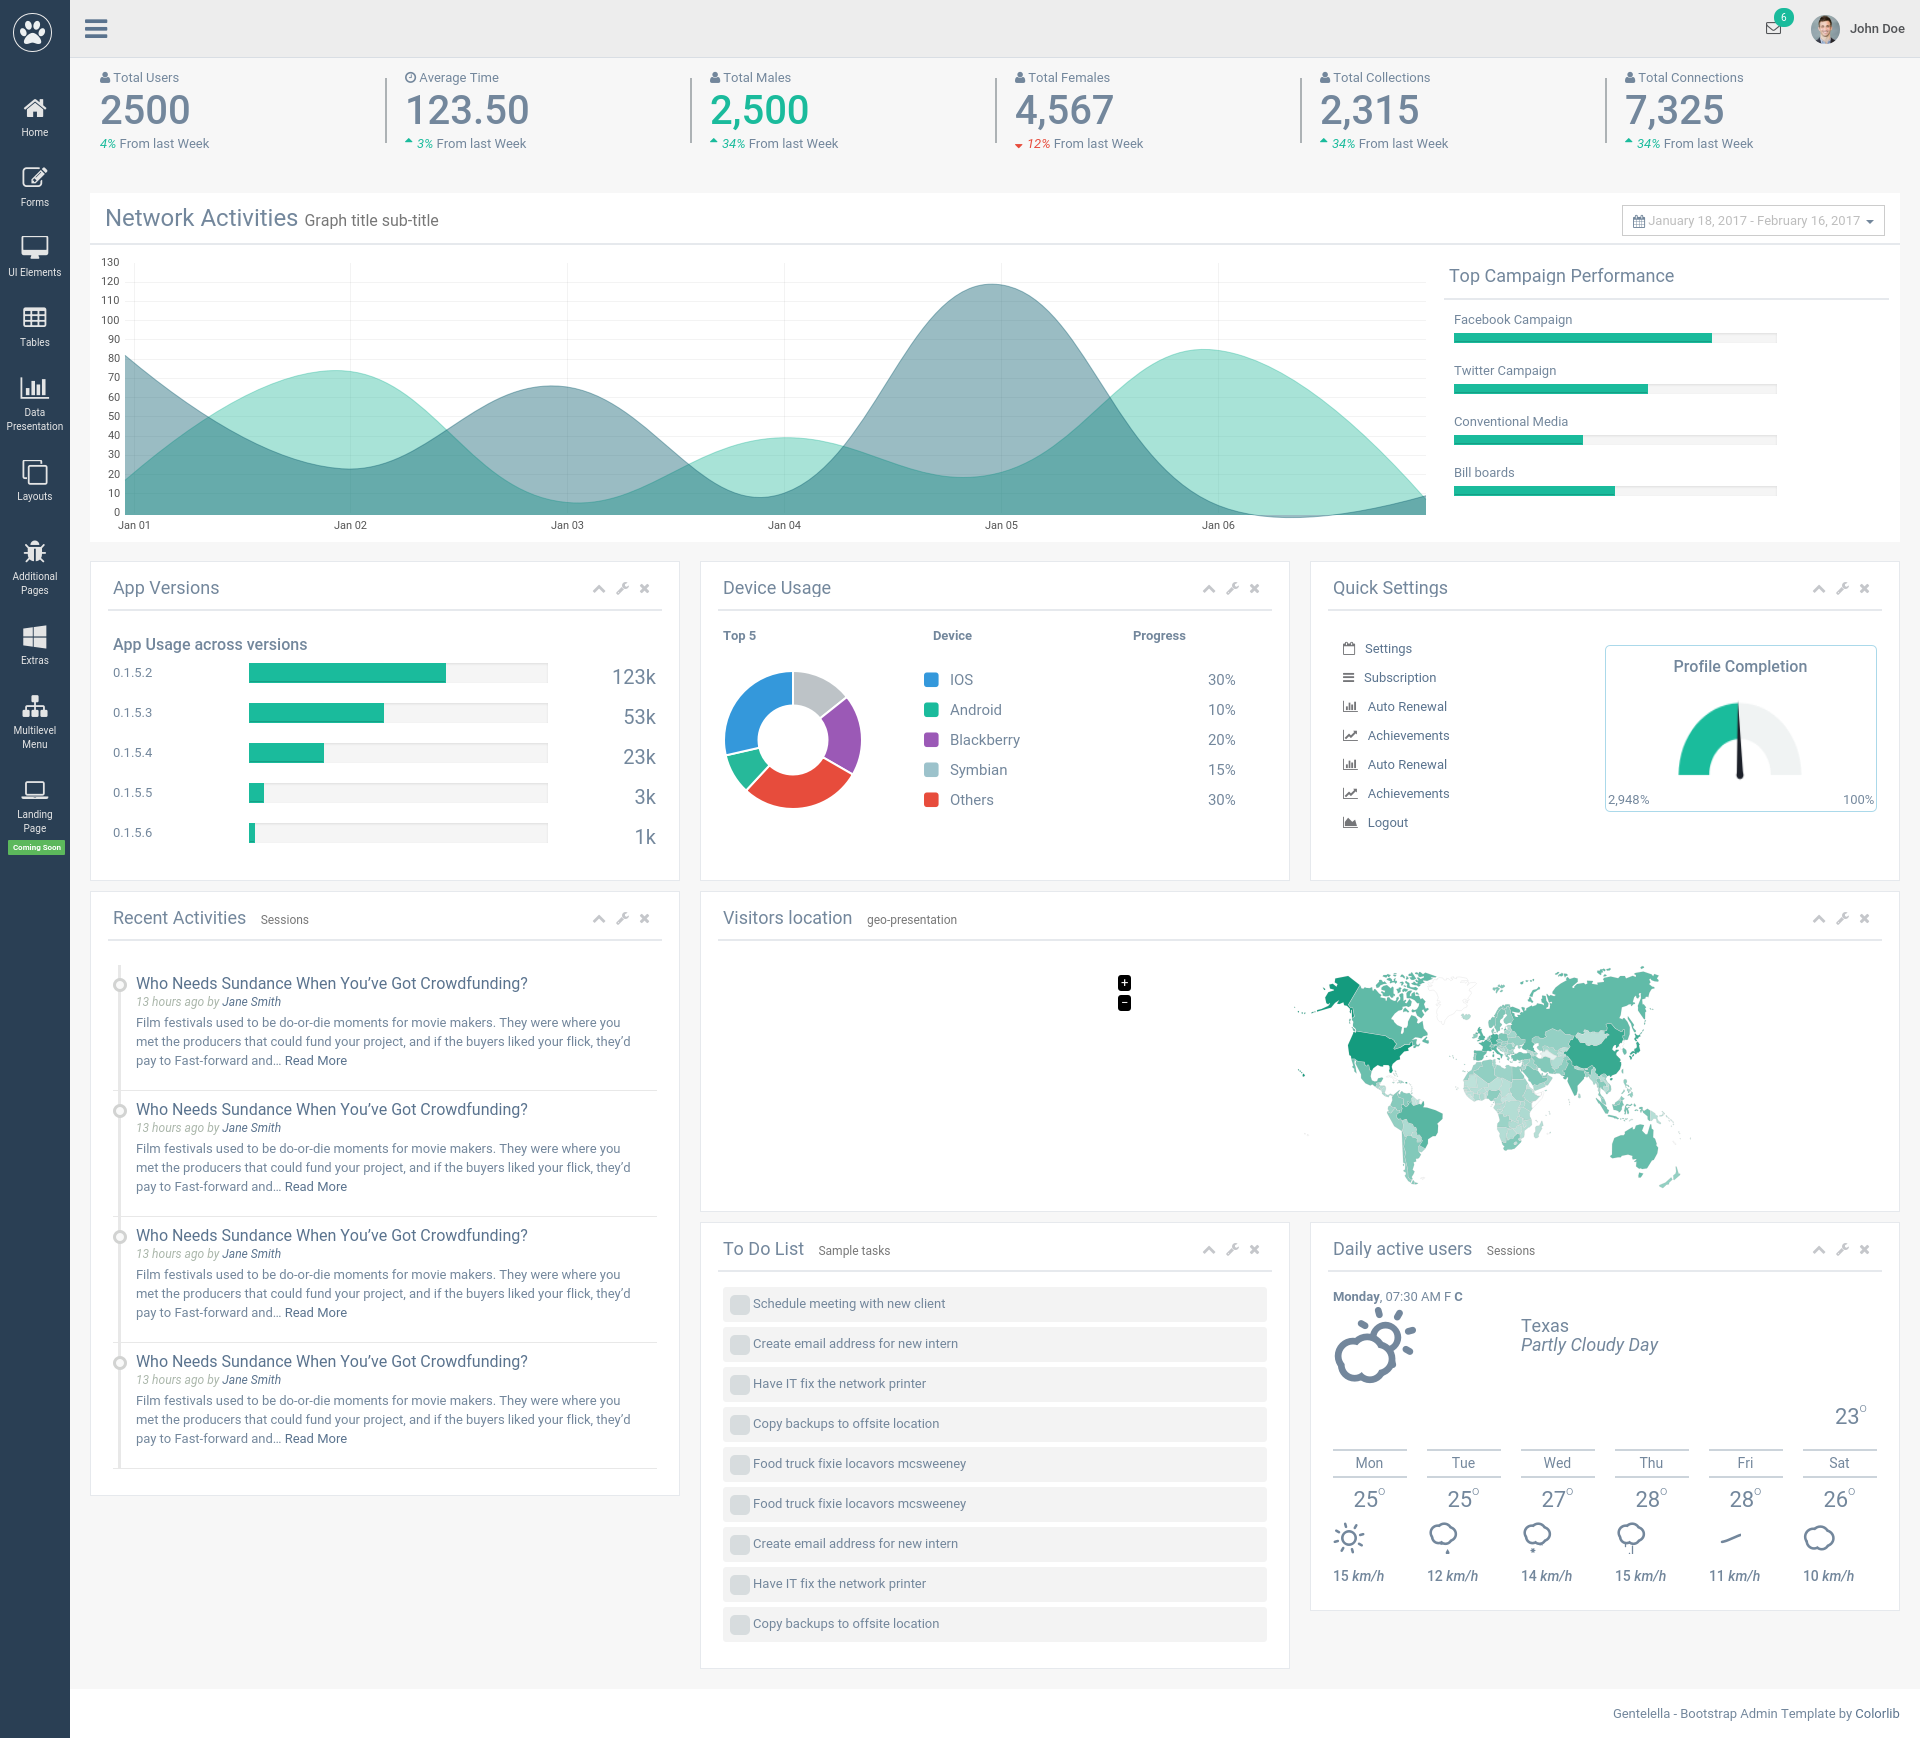 6
John Doe
Home
Forms
UI Elements
Tables
Data
Presentation
Layouts
Additional
Pages
Extras
Multilevel
Menu
Landing
Page
Coming Soon
Total Users
2500
4% From last Week
Average Time
123.50
3% From last Week
Total Males
2,500
34% From last Week
Total Females
4,567
12% From last Week
Total Collections
2,315
34% From last Week
Total Connections
7,325
34% From last Week
Network Activities Graph title sub-title
January 18, 2017 - February 16, 2017
130
120
110
100
90
80
70
60
50
40
30
20
10
0
Jan 01
Jan 02
Jan 03
Jan 04
Jan 05
Jan 06
Top Campaign Performance
Facebook Campaign
Twitter Campaign
Conventional Media
Bill boards
App Versions
App Usage across versions
0.1.5.2
123k
0.1.5.3
53k
0.1.5.4
23k
0.1.5.5
3k
0.1.5.6
1k
Device Usage
Top 5
Device
Progress
IOS
30%
Android
10%
Blackberry
20%
Symbian
15%
Others
30%
Quick Settings
Settings
Subscription
Auto Renewal
Achievements
Auto Renewal
Achievements
Logout
Profile Completion
2,948%
100%
Recent Activities Sessions
Who Needs Sundance When You’ve Got Crowdfunding?
13 hours ago by Jane Smith
Film festivals used to be do-or-die moments for movie makers. They were where you
met the producers that could fund your project, and if the buyers liked your flick, they’d
pay to Fast-forward and… Read More
Who Needs Sundance When You’ve Got Crowdfunding?
13 hours ago by Jane Smith
Film festivals used to be do-or-die moments for movie makers. They were where you
met the producers that could fund your project, and if the buyers liked your flick, they’d
pay to Fast-forward and… Read More
Who Needs Sundance When You’ve Got Crowdfunding?
13 hours ago by Jane Smith
Film festivals used to be do-or-die moments for movie makers. They were where you
met the producers that could fund your project, and if the buyers liked your flick, they’d
pay to Fast-forward and… Read More
Who Needs Sundance When You’ve Got Crowdfunding?
13 hours ago by Jane Smith
Film festivals used to be do-or-die moments for movie makers. They were where you
met the producers that could fund your project, and if the buyers liked your flick, they’d
pay to Fast-forward and… Read More
Visitors location geo-presentation
+
−
To Do List Sample tasks
Schedule meeting with new client
Create email address for new intern
Have IT fix the network printer
Copy backups to offsite location
Food truck fixie locavors mcsweeney
Food truck fixie locavors mcsweeney
Create email address for new intern
Have IT fix the network printer
Copy backups to offsite location
Daily active users Sessions
Monday, 07:30 AM F C
Texas
Partly Cloudy Day
23°
Mon
Tue
Wed
Thu
Fri
Sat
25°
25°
27°
28°
28°
26°
15 km/h
12 km/h
14 km/h
15 km/h
11 km/h
10 km/h
Gentelella - Bootstrap Admin Template by Colorlib